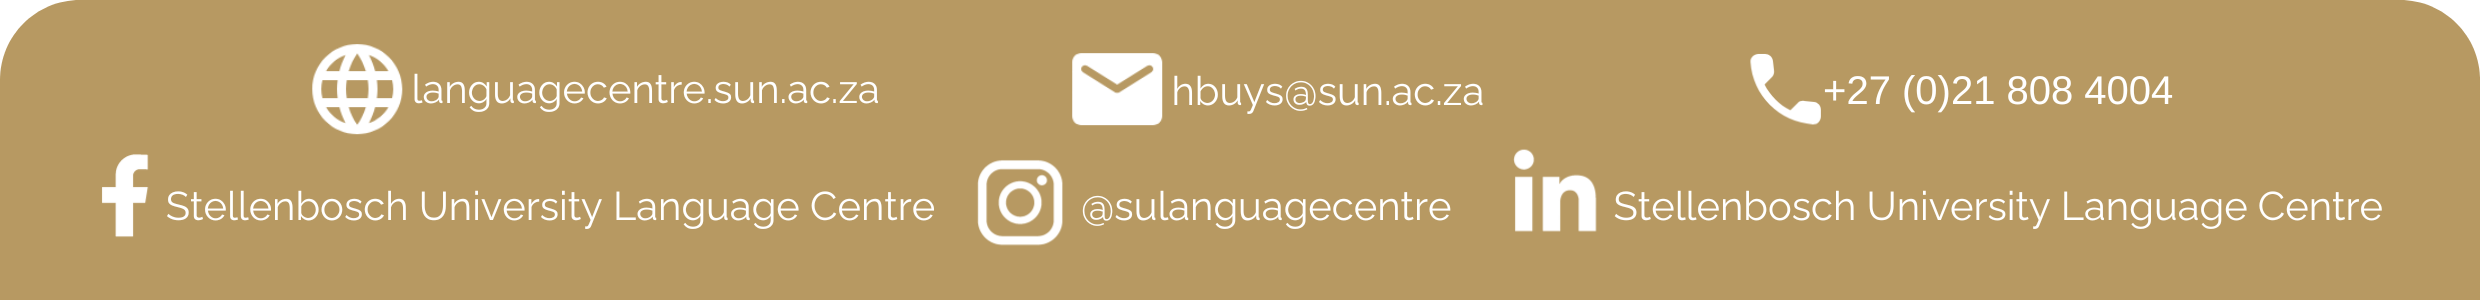 languagecentre.sun.ac.za hbuys@sun.ac.za +27 (0)21 808 4004
Stellenbosch University Language Centre @sulanguagecentre Stellenbosch University Language Centre